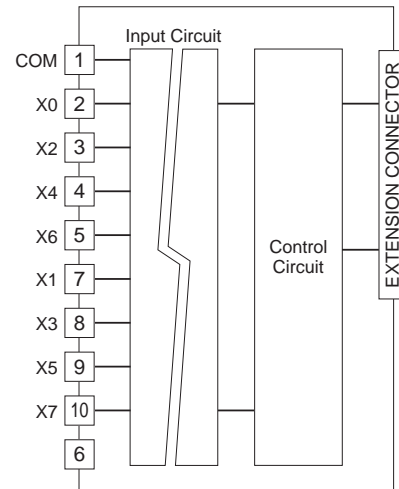 Input Circuit
COM 1
X0 2
X2 3
X4 4
X6 5
X1 7
X3 8
X5 9
X7 10
6
Control
Circuit
EXTENSION CONNECTOR